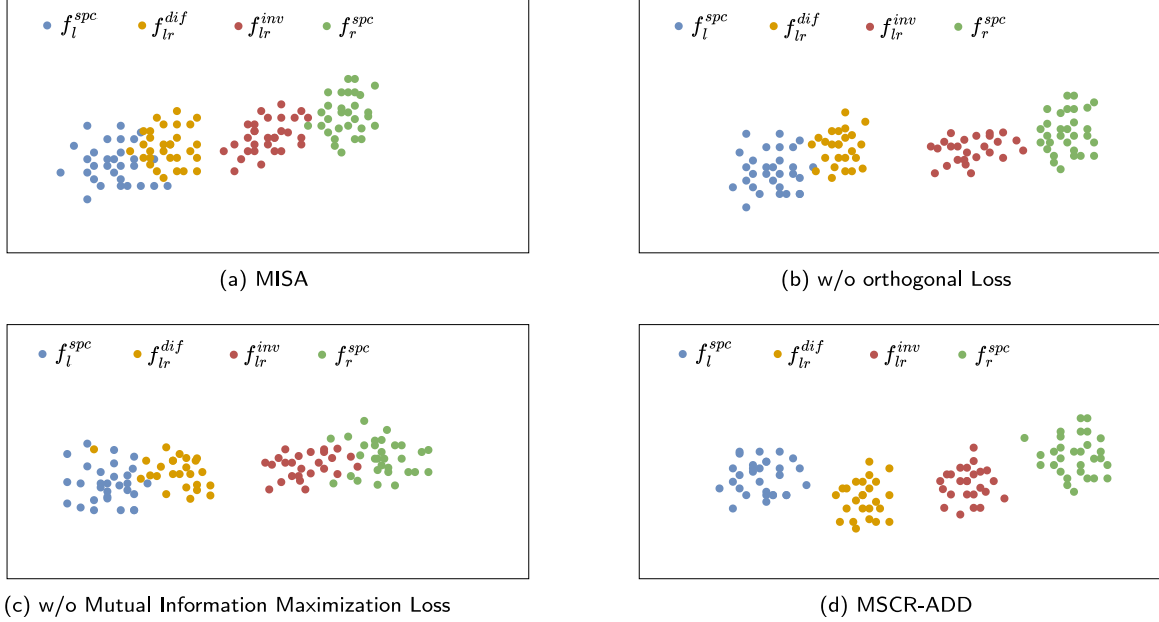 f_l^{spc} f_{lr}^{dif} f_{lr}^{inv} f_r^{spc}
f_l^{spc} f_{lr}^{dif} f_{lr}^{inv} f_r^{spc}
(a) MISA
(b) w/o orthogonal Loss
f_l^{spc} f_{lr}^{dif} f_{lr}^{inv} f_r^{spc}
f_l^{spc} f_{lr}^{dif} f_{lr}^{inv} f_r^{spc}
(c) w/o Mutual Information Maximization Loss
(d) MSCR-ADD